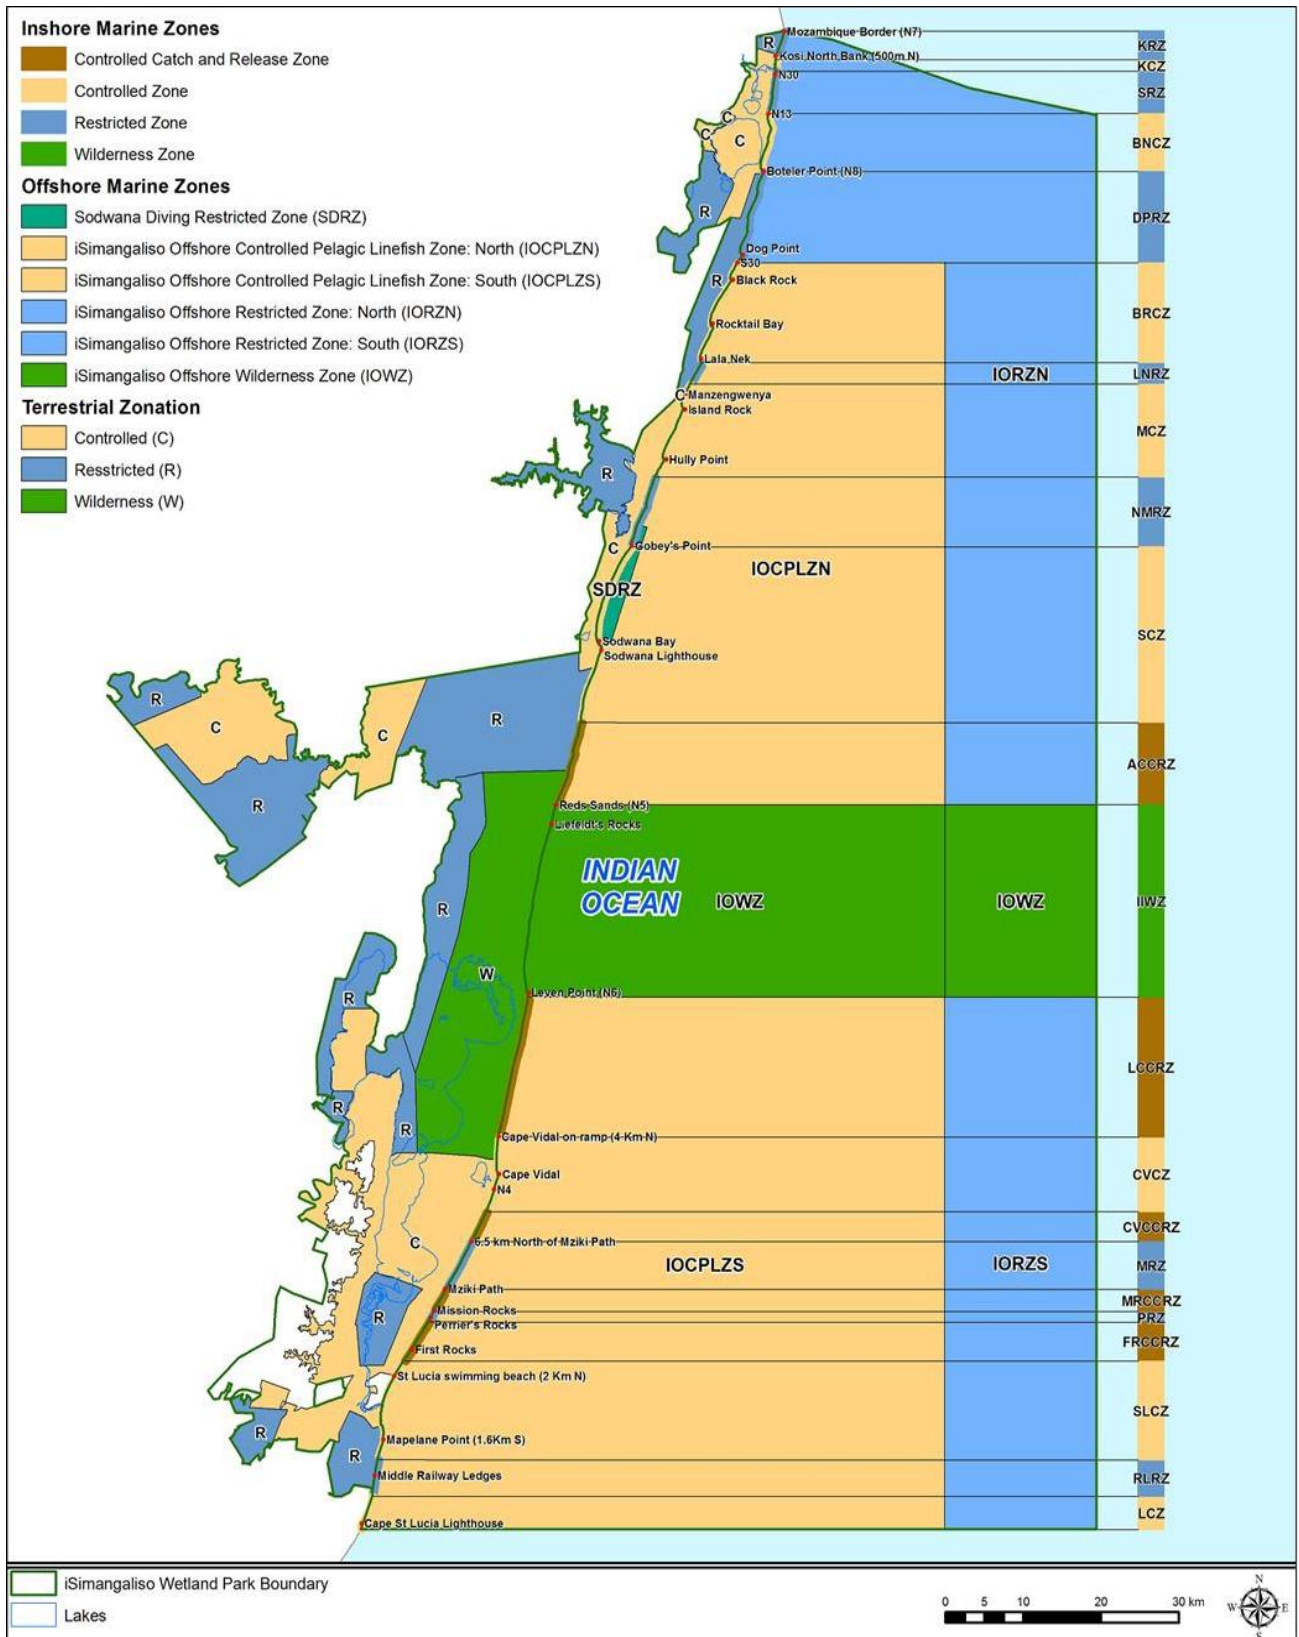 Inshore Marine Zones
Controlled Catch and Release Zone
Controlled Zone
Restricted Zone
Wilderness Zone
Offshore Marine Zones
Sodwana Diving Restricted Zone (SDRZ)
iSimangaliso Offshore Controlled Pelagic Linefish Zone: North (IOCPLZN)
iSimangaliso Offshore Controlled Pelagic Linefish Zone: South (IOCPLZS)
iSimangaliso Offshore Restricted Zone: North (IORZN)
iSimangaliso Offshore Restricted Zone: South (IORZS)
iSimangaliso Offshore Wilderness Zone (IOWZ)
Terrestrial Zonation
Controlled (C)
Resstricted (R)
Wilderness (W)
Mozambique Border (N7)
R
KRZ
Kosi North Bank (500m N)
KCZ
N30
SRZ
N13
C
C
C
BNCZ
Boteler Point (N8)
R
DPRZ
Dog Point
S30
R
Black Rock
BRCZ
Rocktail Bay
Lala Nek
IORZN
LNRZ
C
Manzengwenya
Island Rock
MCZ
Hully Point
R
NMRZ
C
Gobey's Point
IOCPLZN
SDRZ
SCZ
Sodwana Bay
Sodwana Lighthouse
R
C
C
R
ACCRZ
R
Reds Sands (N5)
Liefeldt's Rocks
INDIAN
OCEAN
IOWZ
IOWZ
IIWZ
R
W
R
Leven Point (N6)
LCCRZ
R
R
Cape Vidal on ramp (4 Km N)
Cape Vidal
CVCZ
N4
CVCCRZ
C
6.5 km North of Mziki Path
IOCPLZS
IORZS
MRZ
Mziki Path
MRCCRZ
Mission Rocks
R
PRZ
Perrier's Rocks
FRCCRZ
First Rocks
St Lucia swimming beach (2 Km N)
SLCZ
R
Mapelane Point (1.6Km S)
R
Middle Railway Ledges
RLRZ
LCZ
Cape St Lucia Lighthouse
iSimangaliso Wetland Park Boundary
Lakes
0 5 10 20 30 km
N
W E
S